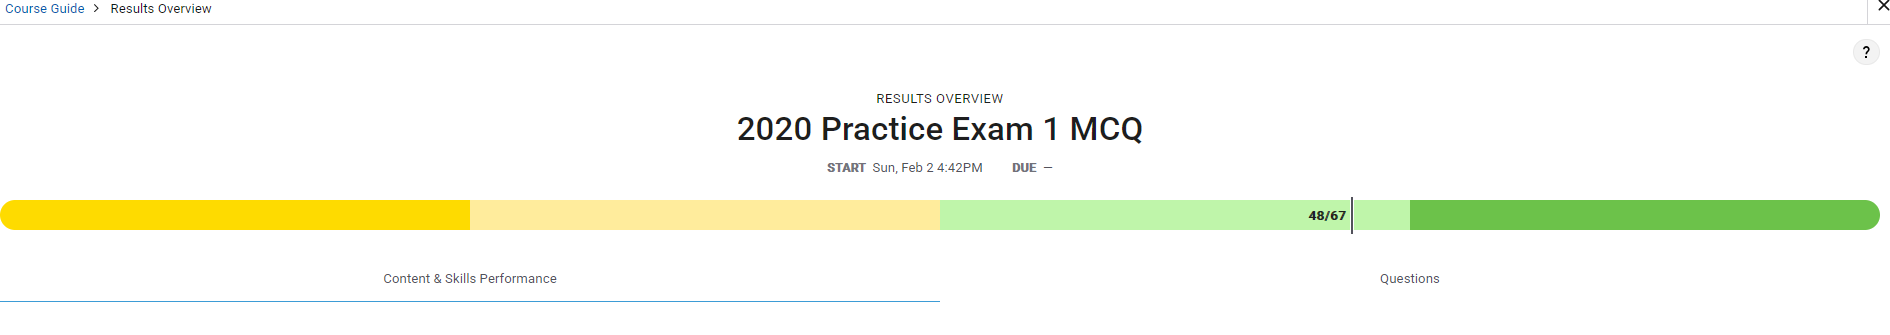 Course Guide > Results Overview
?
RESULTS OVERVIEW
2020 Practice Exam 1 MCQ
START Sun, Feb 2 4:42PM DUE —
48/67
Content & Skills Performance
Questions